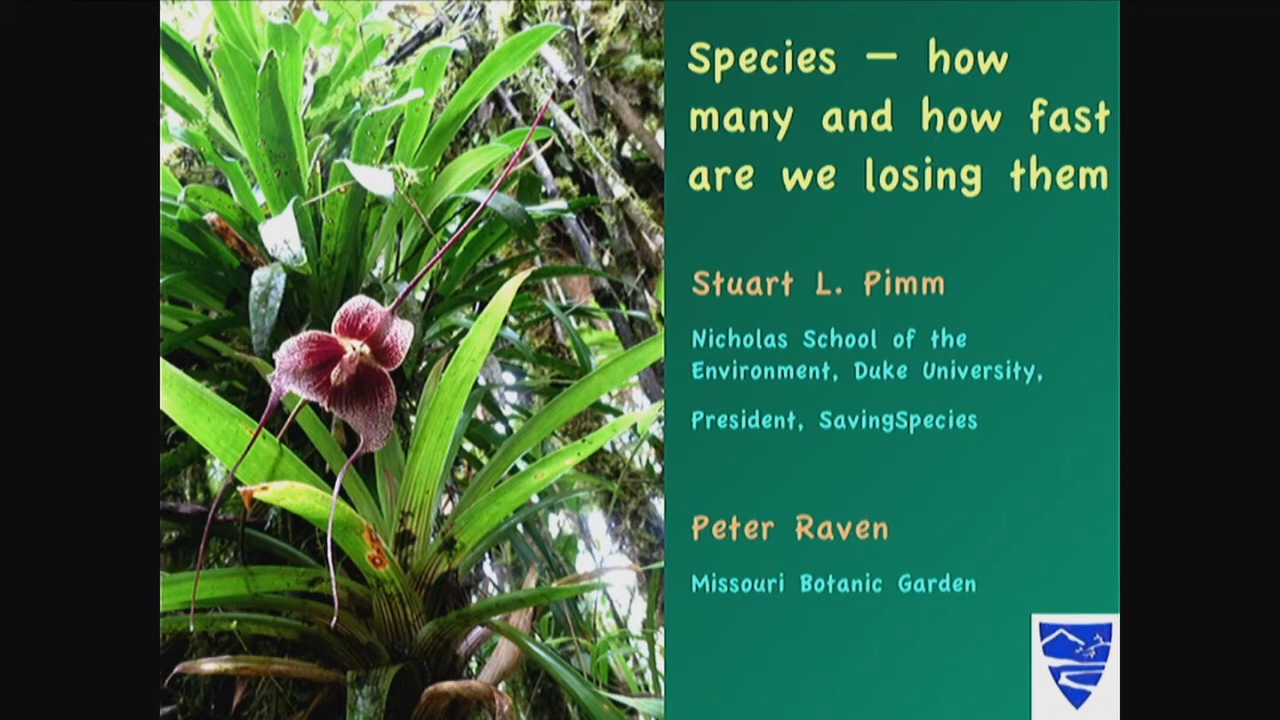 Species – how
many and how fast
are we losing them
Stuart L. Pimm
Nicholas School of the
Environment, Duke University,
President, SavingSpecies
Peter Raven
Missouri Botanic Garden